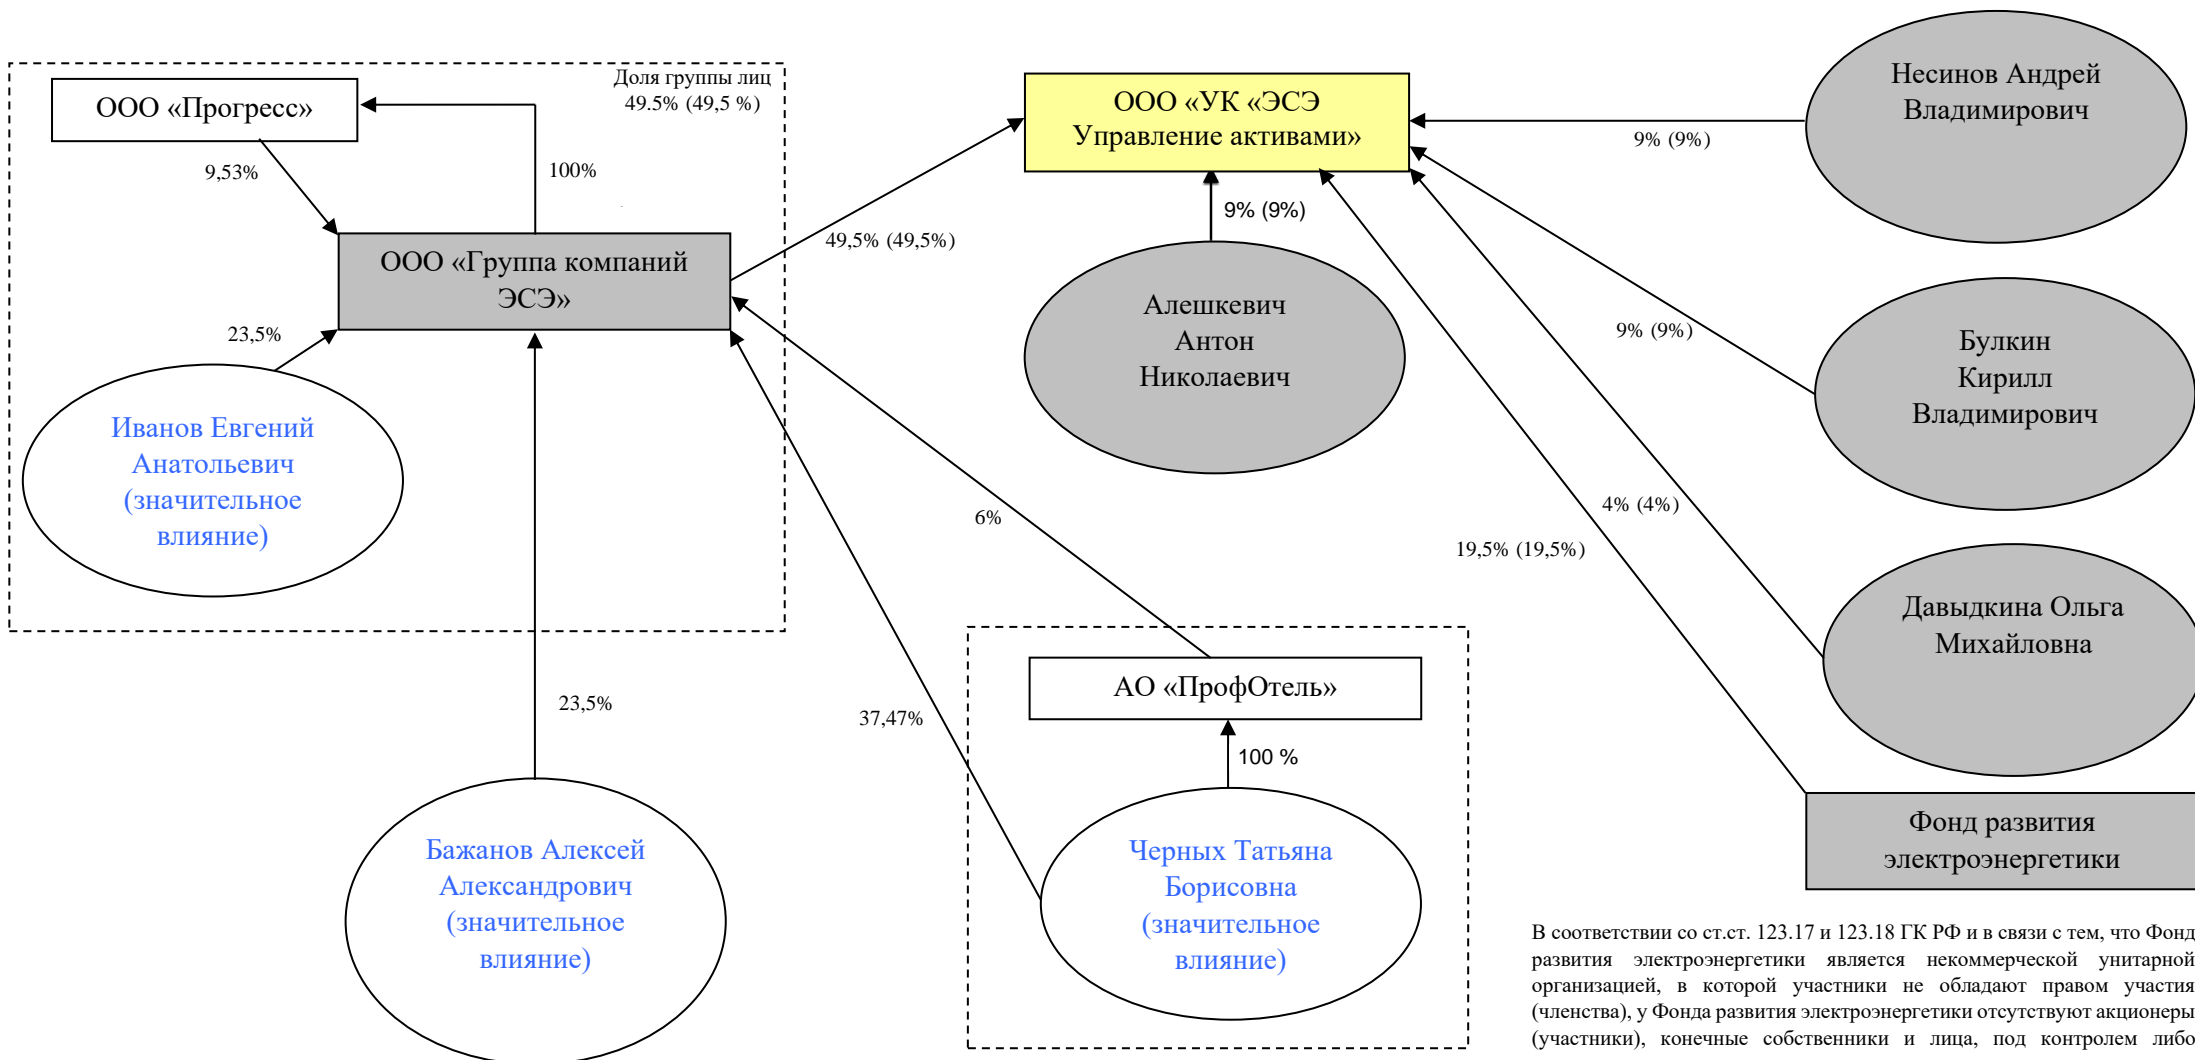 Доля группы лиц
49.5% (49,5 %)
ООО «Прогресс»
9,53%
100%
ООО «Группа компаний
ЭСЭ»
23,5%
Иванов Евгений
Анатольевич
(значительное
влияние)
23,5%
Бажанов Алексей
Александрович
(значительное
влияние)
49,5% (49,5%)
ООО «УК «ЭСЭ
Управление активами»
9% (9%)
Алешкевич
Антон
Николаевич
6%
37,47%
АО «ПрофОтель»
100 %
Черных Татьяна
Борисовна
(значительное
влияние)
9% (9%)
Несинов Андрей
Владимирович
9% (9%)
Булкин
Кирилл
Владимирович
4% (4%)
Давыдкина Ольга
Михайловна
19,5% (19,5%)
Фонд развития
электроэнергетики
В соответствии со ст.ст. 123.17 и 123.18 ГК РФ и в связи с тем, что Фонд
развития электроэнергетики является некоммерческой унитарной
организацией, в которой участники не обладают правом участия
(членства), у Фонда развития электроэнергетики отсутствуют акционеры
(участники), конечные собственники и лица, под контролем либо